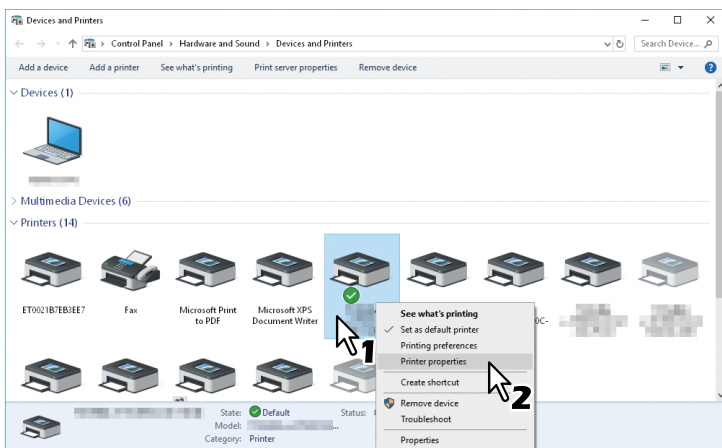 Devices and Printers
Control Panel > Hardware and Sound > Devices and Printers
Search Device...
Add a device Add a printer See what's printing Print server properties Remove device
Devices (1)
Multimedia Devices (6)
Printers (14)
ET0021B7EB3EE7
Fax
Microsoft Print
to PDF
Microsoft XPS
Document Writer
0C-
1
See what's printing
Set as default printer
Printing preferences
Printer properties
2
Create shortcut
Remove device
Troubleshoot
Properties
State: Default Status:
Model: ...
Category: Printer